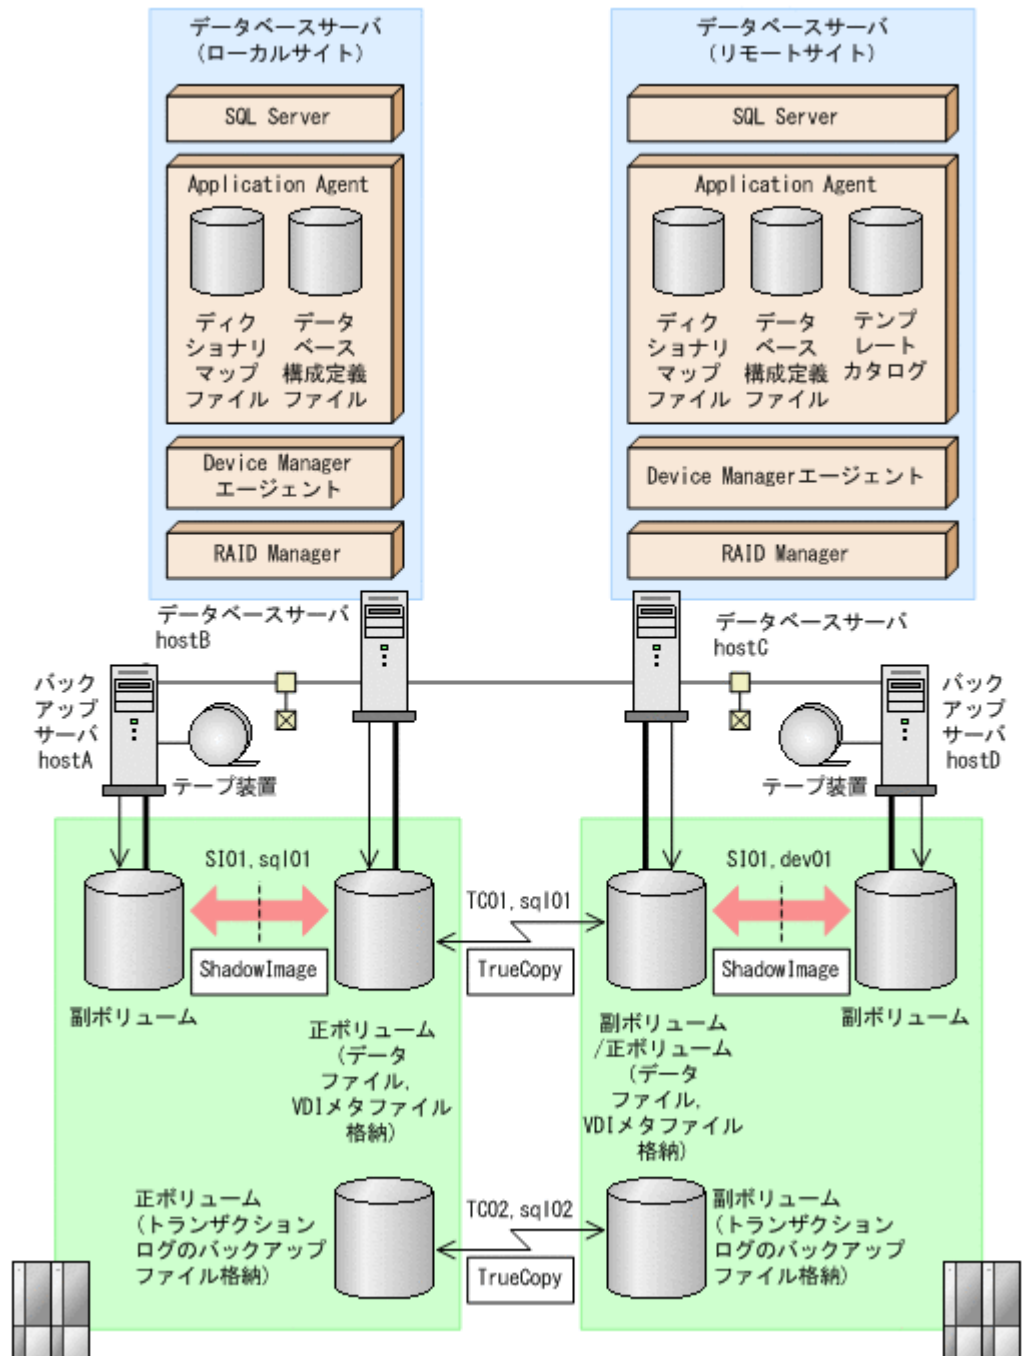 データベースサーバ
（ローカルサイト）
SQL Server
Application Agent
ディク
ショナリ
マップ
ファイル
データ
ベース
構成定義
ファイル
Device Manager
エージェント
RAID Manager
データベースサーバ
（リモートサイト）
SQL Server
Application Agent
ディク
ショナリ
マップ
ファイル
データ
ベース
構成定義
ファイル
テンプ
レート
カタログ
Device Managerエージェント
RAID Manager
データベースサーバ
hostB
データベースサーバ
hostC
バック
アップ
サーバ
hostA
テープ装置
テープ装置
バック
アップ
サーバ
hostD
SI01,sql01
ShadowImage
TC01,sql01
TrueCopy
SI01,dev01
ShadowImage
副ボリューム
正ボリューム
（データ
ファイル,
VDIメタファイル
格納）
副ボリューム
/正ボリューム
（データ
ファイル,
VDIメタファイル
格納）
副ボリューム
正ボリューム
（トランザクション
ログのバックアップ
ファイル格納）
TC02,sql02
TrueCopy
副ボリューム
（トランザクション
ログのバックアップ
ファイル格納）